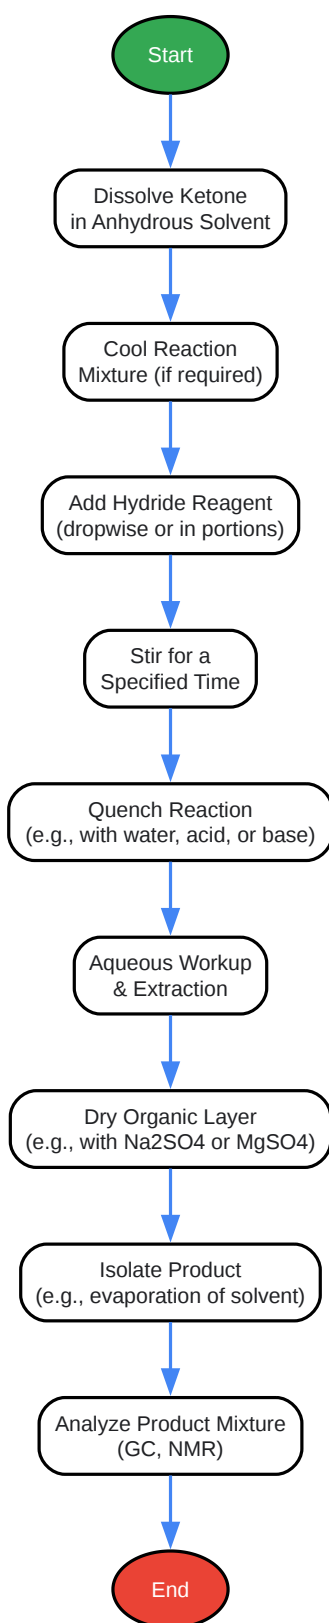 Start
Dissolve Ketone
in Anhydrous Solvent
Cool Reaction
Mixture (if required)
Add Hydride Reagent
(dropwise or in portions)
Stir for a
Specified Time
Quench Reaction
(e.g., with water, acid, or base)
Aqueous Workup
& Extraction
Dry Organic Layer
(e.g., with Na2SO4 or MgSO4)
Isolate Product
(e.g., evaporation of solvent)
Analyze Product Mixture
(GC, NMR)
End